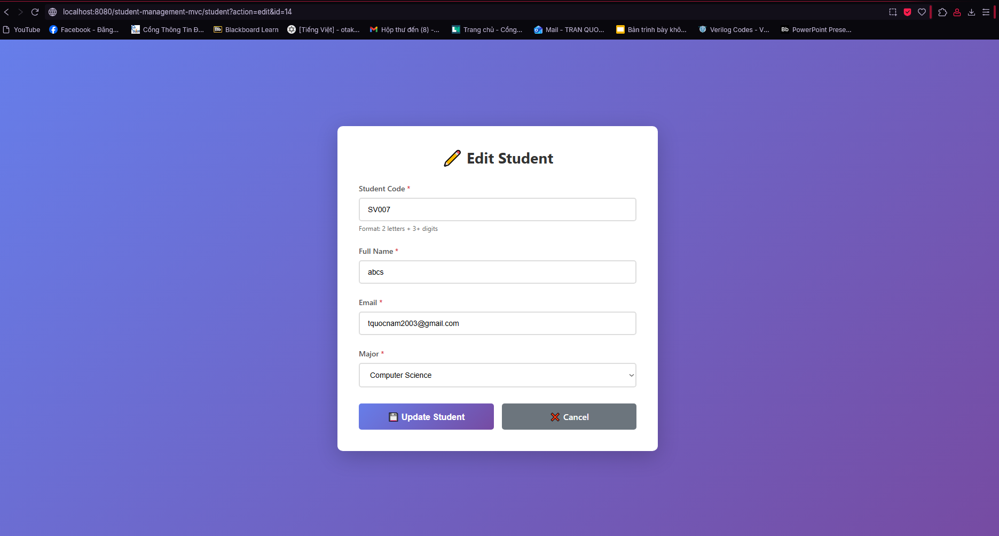 localhost:8080/student-management-mvc/student?action=edit&id=14
YouTube
Facebook - Đăng...
Cổng Thông Tin Đ...
Bb
Blackboard Learn
[Tiếng Việt] - otak...
Hộp thư đến (8) -...
Trang chủ - Cổng...
Mail - TRAN QUO...
Bản trình bày khô...
Verilog Codes - V...
Bb
PowerPoint Prese...
Edit Student
Student Code *
SV007
Format: 2 letters + 3+ digits
Full Name *
abcs
Email *
tquocnam2003@gmail.com
Major *
Computer Science
Update Student
Cancel